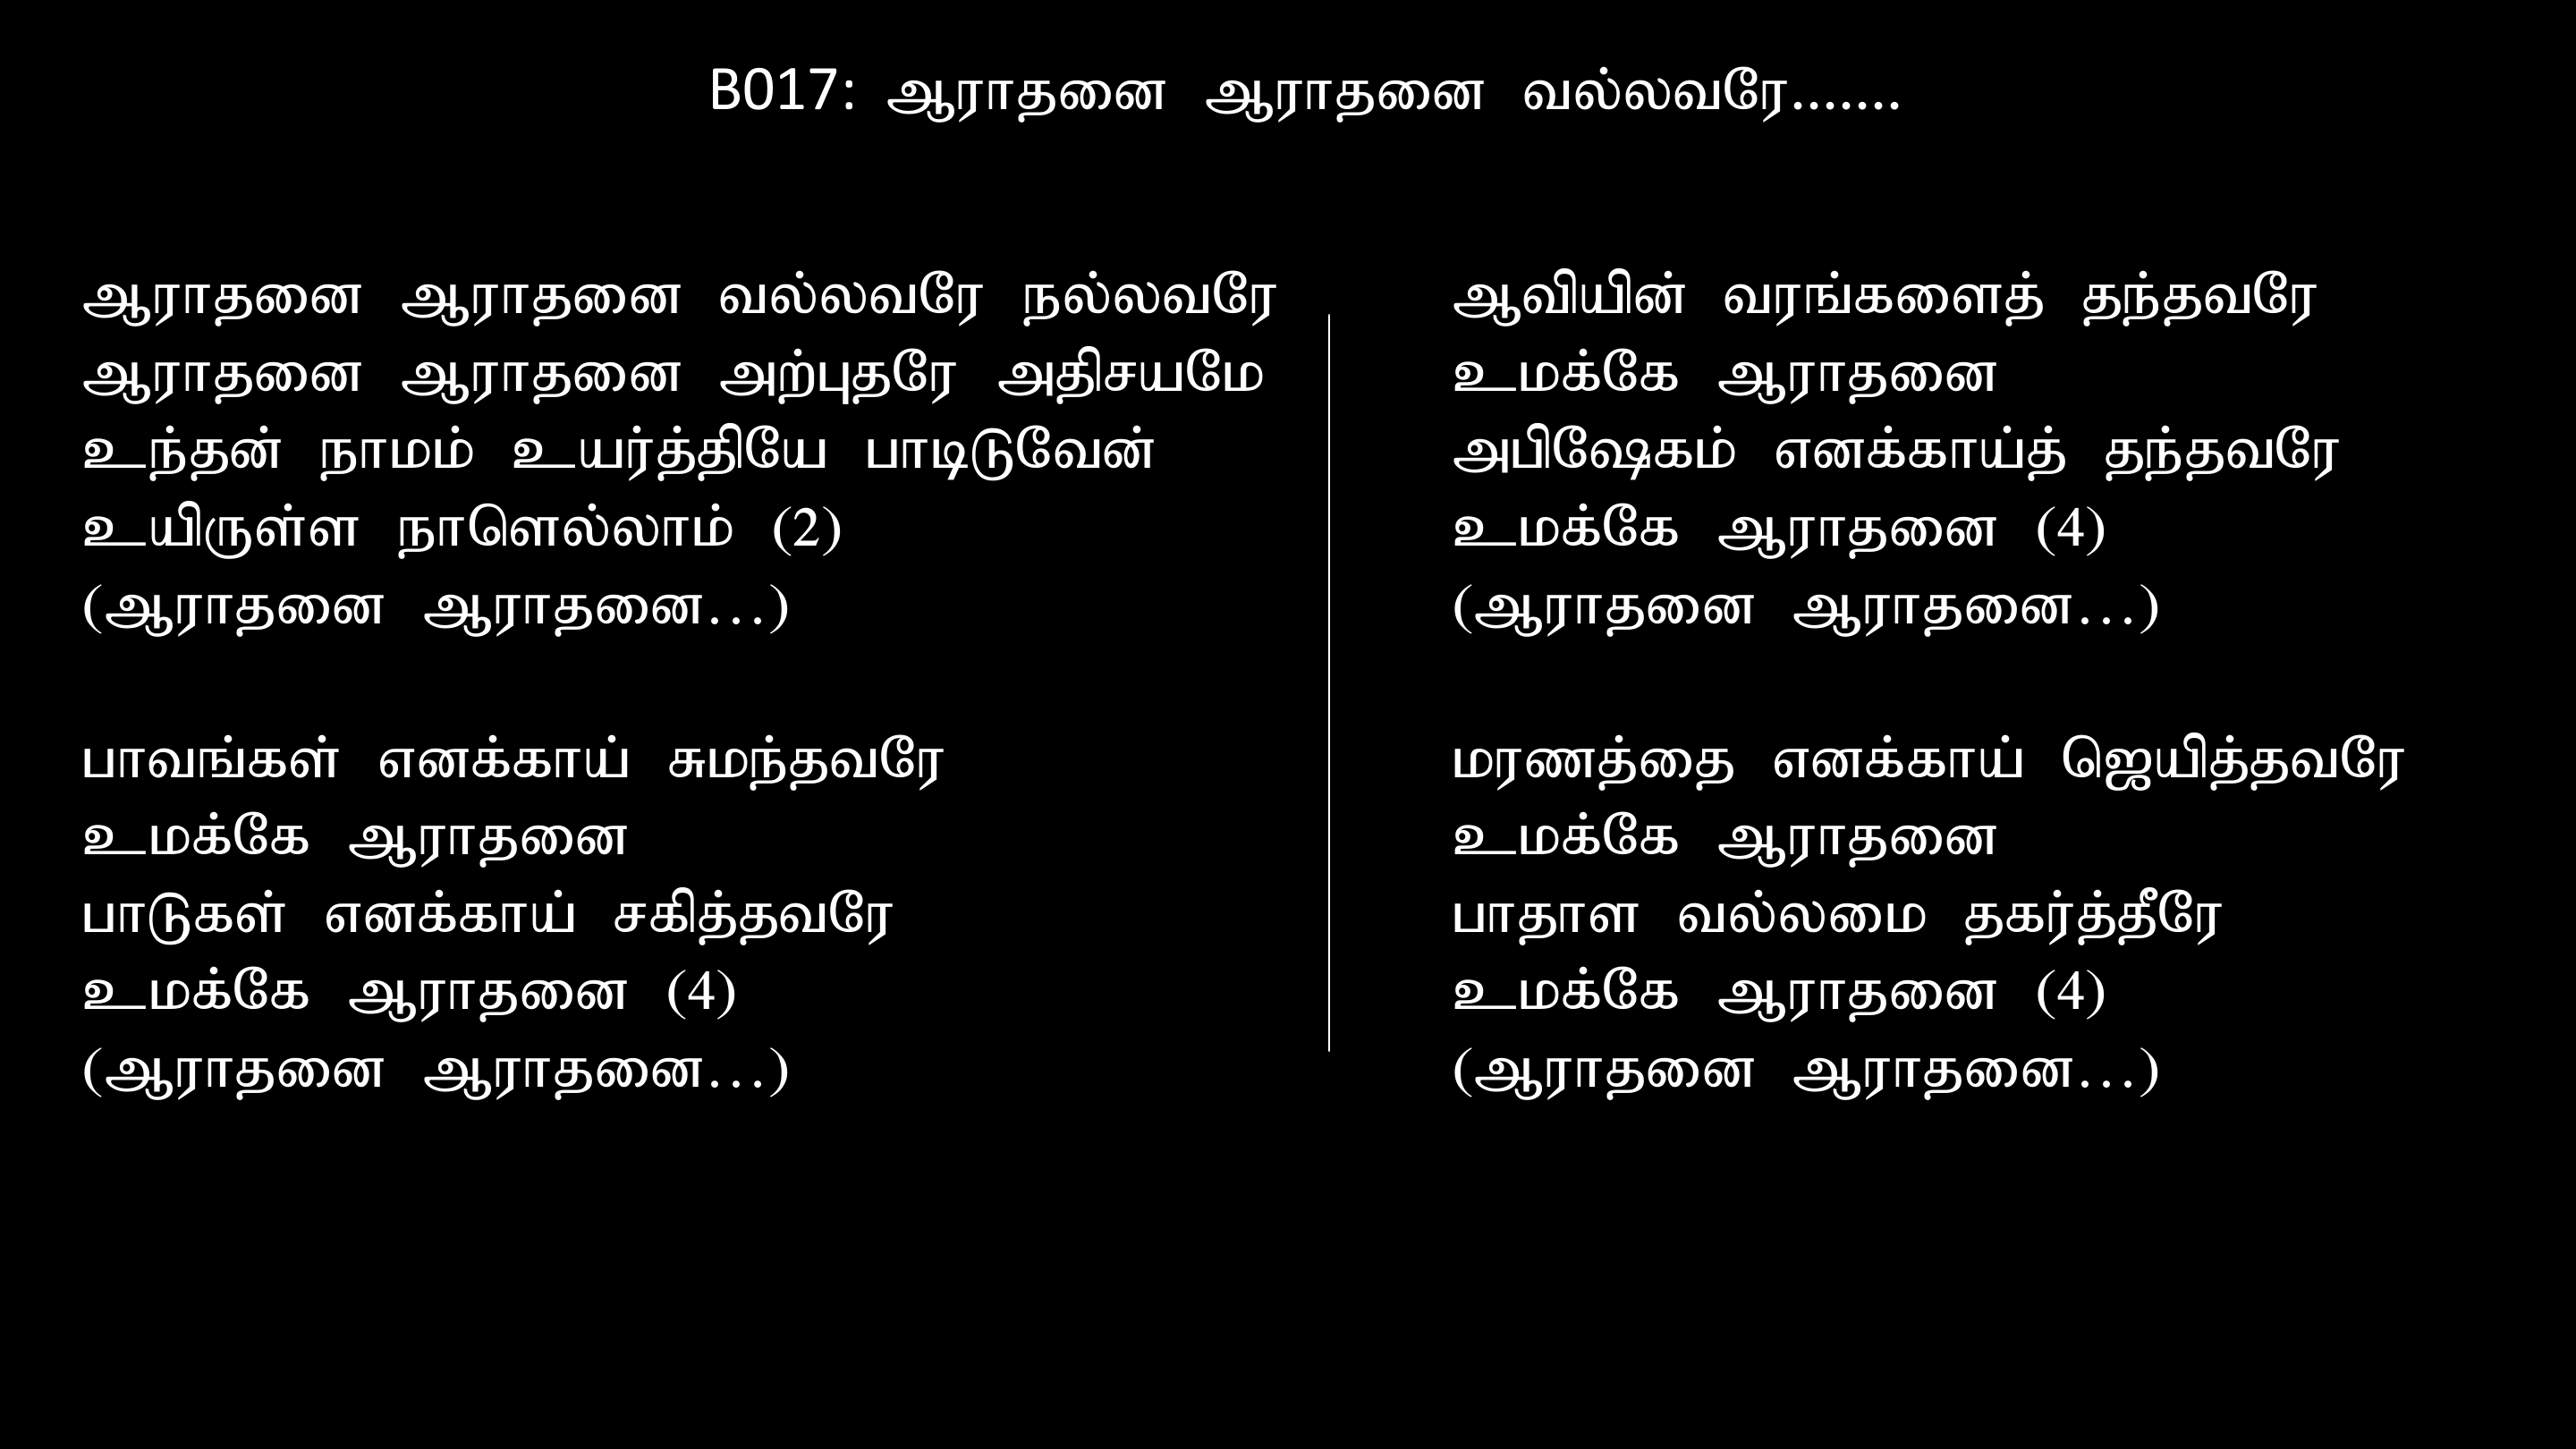 B017: ஆராதனை ஆராதனை வல்லவரே.......
ஆராதனை ஆராதனை வல்லவரே நல்லவரே
ஆராதனை ஆராதனை அற்புதரே அதிசயமே
உந்தன் நாமம் உயர்த்தியே பாடிடுவேன்
உயிருள்ள நாளெல்லாம் (2)
(ஆராதனை ஆராதனை...)
பாவங்கள் எனக்காய் சுமந்தவரே
உமக்கே ஆராதனை
பாடுகள் எனக்காய் சகித்தவரே
உமக்கே ஆராதனை (4)
(ஆராதனை ஆராதனை...)
ஆவியின் வரங்களைத் தந்தவரே
உமக்கே ஆராதனை
அபிஷேகம் எனக்காய்த் தந்தவரே
உமக்கே ஆராதனை (4)
(ஆராதனை ஆராதனை...)
மரணத்தை எனக்காய் ஜெயித்தவரே
உமக்கே ஆராதனை
பாதாள வல்லமை தகர்த்தீரே
உமக்கே ஆராதனை (4)
(ஆராதனை ஆராதனை...)